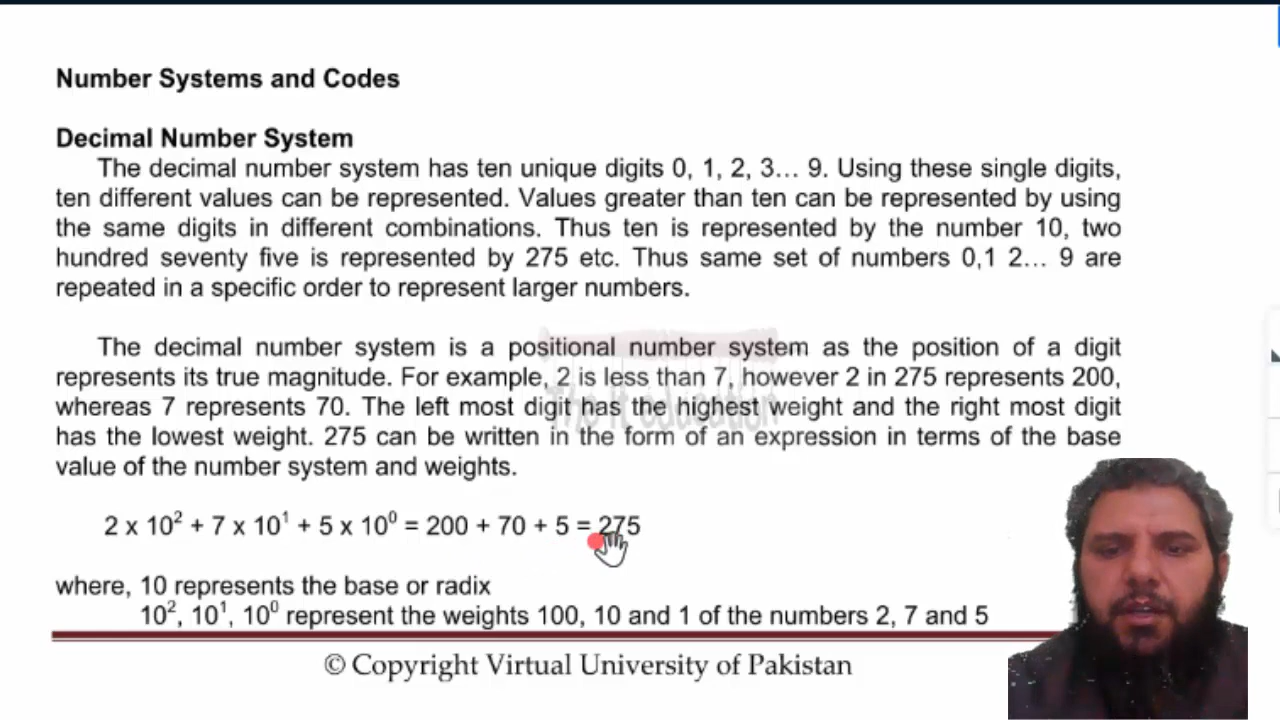 Number Systems and Codes
Decimal Number System
The decimal number system has ten unique digits 0, 1, 2, 3... 9. Using these single digits,
ten different values can be represented. Values greater than ten can be represented by using
the same digits in different combinations. Thus ten is represented by the number 10, two
hundred seventy five is represented by 275 etc. Thus same set of numbers 0,1 2... 9 are
repeated in a specific order to represent larger numbers.
The decimal number system is a positional number system as the position of a digit
represents its true magnitude. For example, 2 is less than 7, however 2 in 275 represents 200,
whereas 7 represents 70. The left most digit has the highest weight and the right most digit
has the lowest weight. 275 can be written in the form of an expression in terms of the base
value of the number system and weights.
2 x 10² + 7 x 10¹ + 5 x 10⁰ = 200 + 70 + 5 = 275
where, 10 represents the base or radix
10², 10¹, 10⁰ represent the weights 100, 10 and 1 of the numbers 2, 7 and 5
© Copyright Virtual University of Pakistan